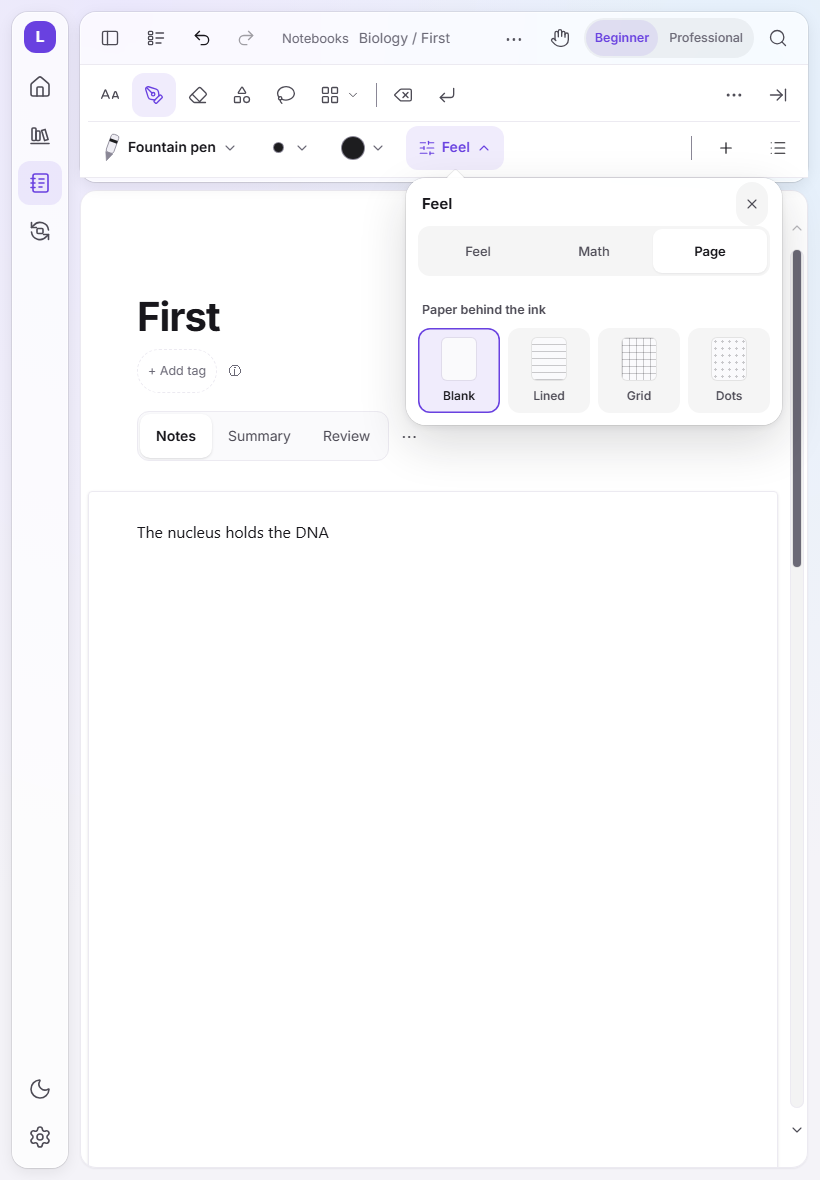 L
Notebooks Biology / First
Beginner Professional
AA
Fountain pen
Feel
Feel
Feel Math Page
Paper behind the ink
Blank Lined Grid Dots
First
+ Add tag
Notes Summary Review
The nucleus holds the DNA